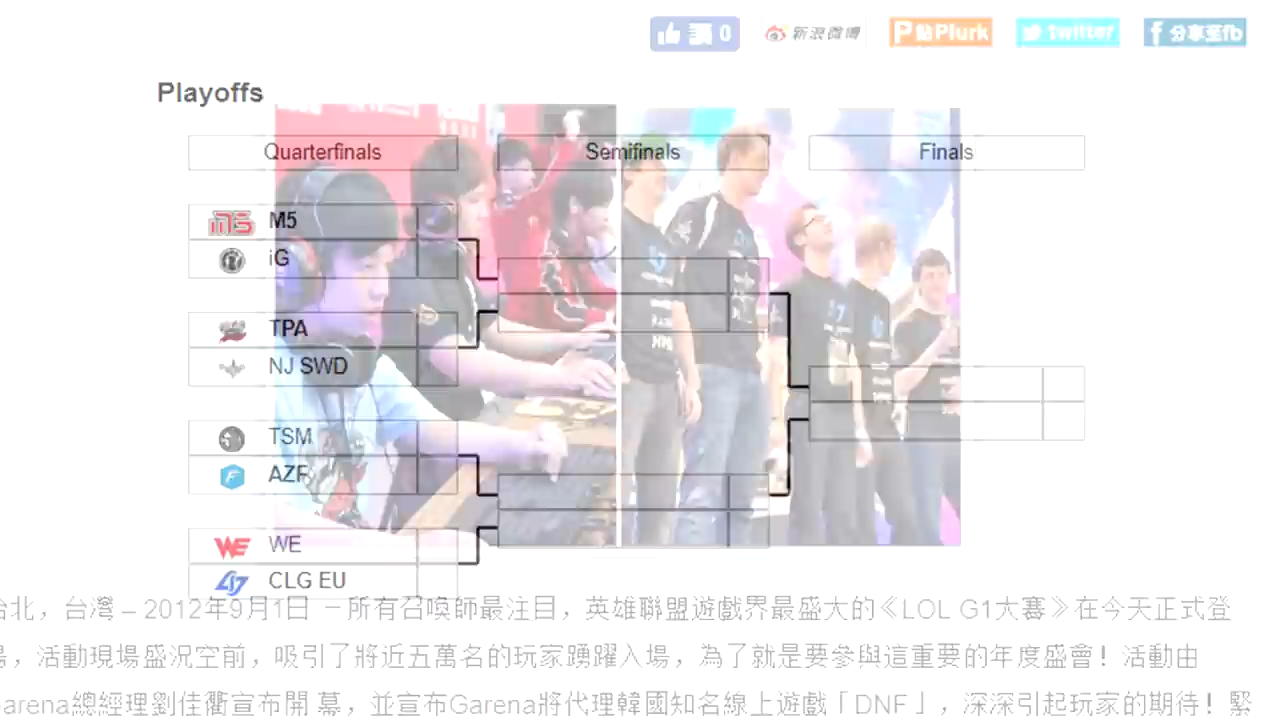 讚 0
新浪微博
P 點Plurk
twitter
f 分享至fb
Playoffs
Quarterfinals
Semifinals
Finals
M5
iG
TPA
NJ SWD
TSM
AZF
WE
CLG EU
台北，台灣 – 2012年9月1日 －所有召喚師最注目，英雄聯盟遊戲界最盛大的《LOL G1大賽》在今天正式登
場，活動現場盛況空前，吸引了將近五萬名的玩家踴躍入場，為了就是要參與這重要的年度盛會！活動由
Garena總經理劉佳衢宣布開 幕，並宣布Garena將代理韓國知名線上遊戲「DNF」，深深引起玩家的期待！緊